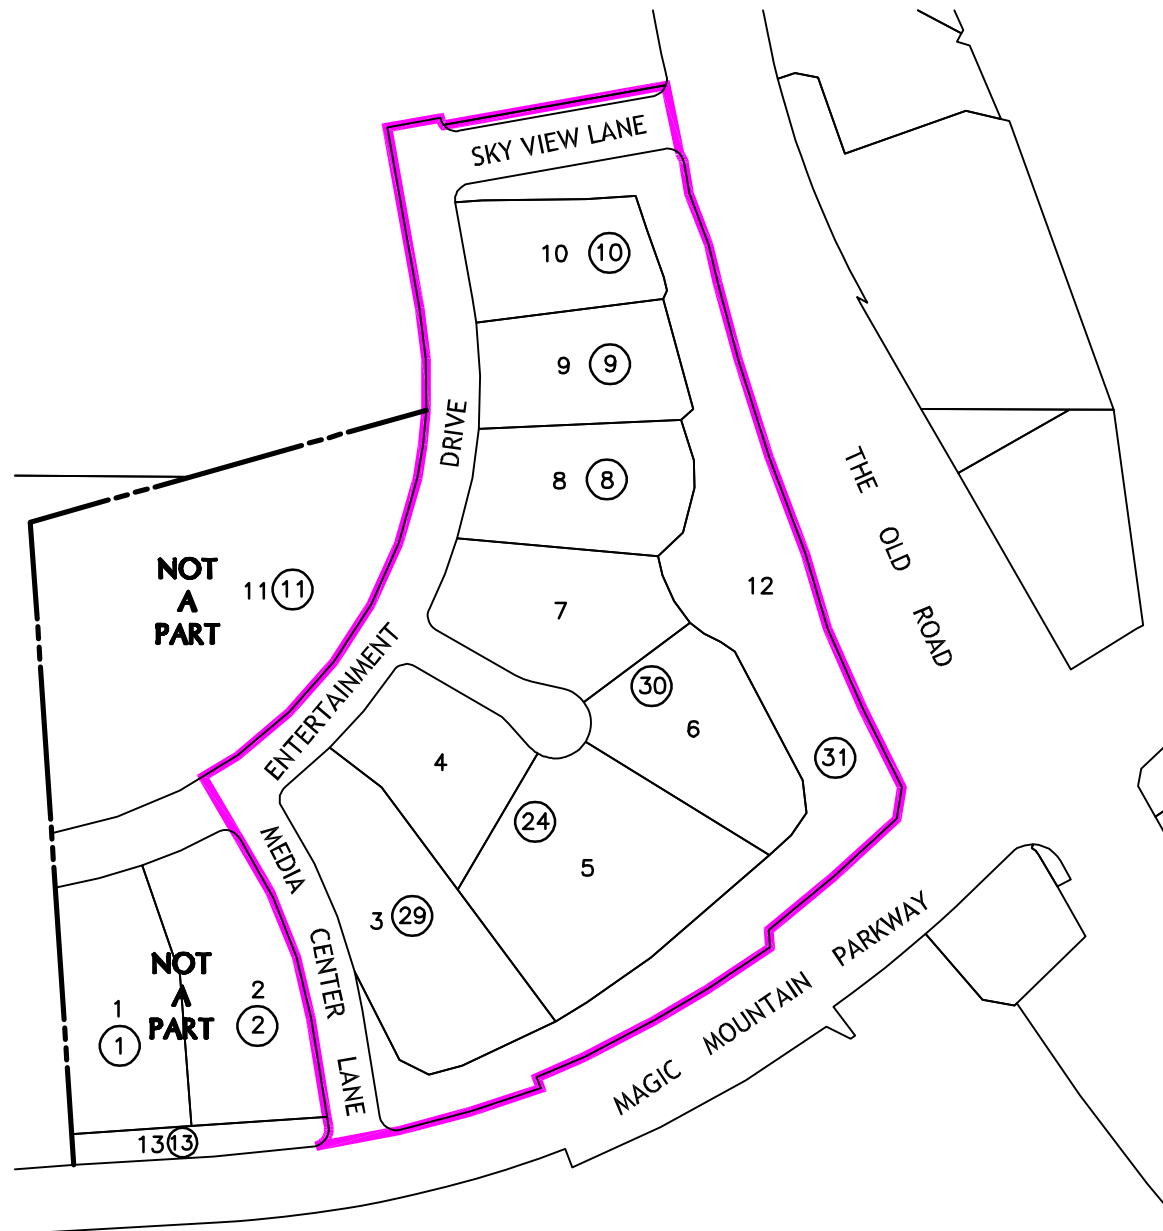 SKY VIEW LANE
10 10
9 9
DRIVE
8 8
THE OLD ROAD
NOT
A
PART
11 11
7
12
ENTERTAINMENT
30
6
4
31
24
MEDIA CENTER LANE
5
3 29
MAGIC MOUNTAIN PARKWAY
NOT
A
PART
1
1
2
2
13 13